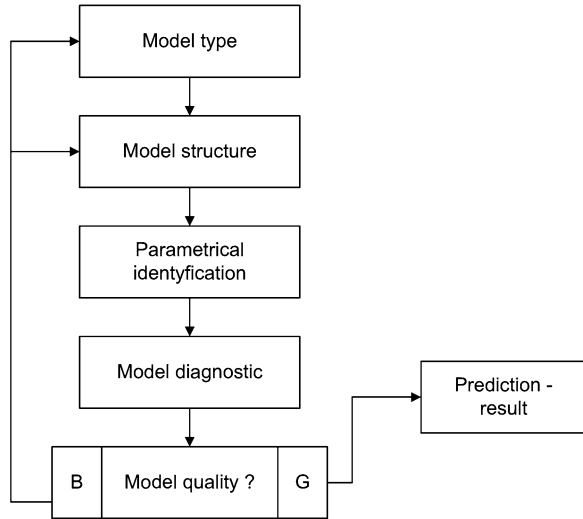 Model type
Model structure
Parametrical
identyfication
Model diagnostic
Prediction -
result
B
Model quality ?
G